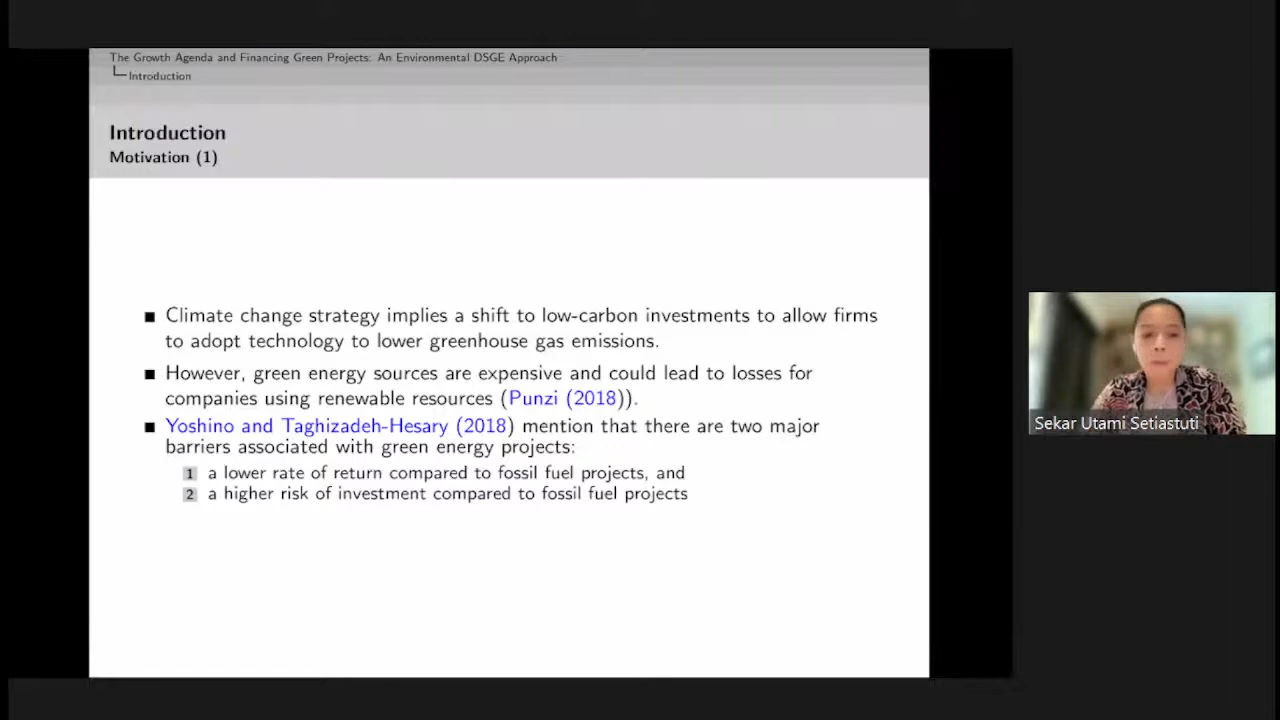 The Growth Agenda and Financing Green Projects: An Environmental DSGE Approach
Introduction
Introduction
Motivation (1)
Climate change strategy implies a shift to low-carbon investments to allow firms
to adopt technology to lower greenhouse gas emissions.
However, green energy sources are expensive and could lead to losses for
companies using renewable resources (Punzi (2018)).
Yoshino and Taghizadeh-Hesary (2018) mention that there are two major
barriers associated with green energy projects:
1 a lower rate of return compared to fossil fuel projects, and
2 a higher risk of investment compared to fossil fuel projects
Sekar Utami Setiastuti